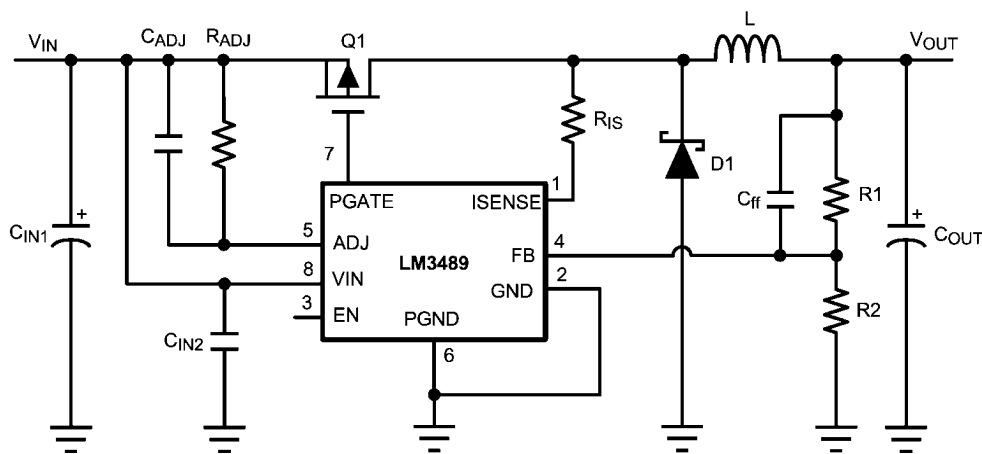 VIN
CADJ
RADJ
Q1
L
VOUT
RIS
D1
Cff
R1
7
1
PGATE
ISENSE
CIN1
+
5
ADJ
4
FB
COUT
+
8
VIN
LM3489
2
GND
3
EN
PGND
R2
CIN2
6